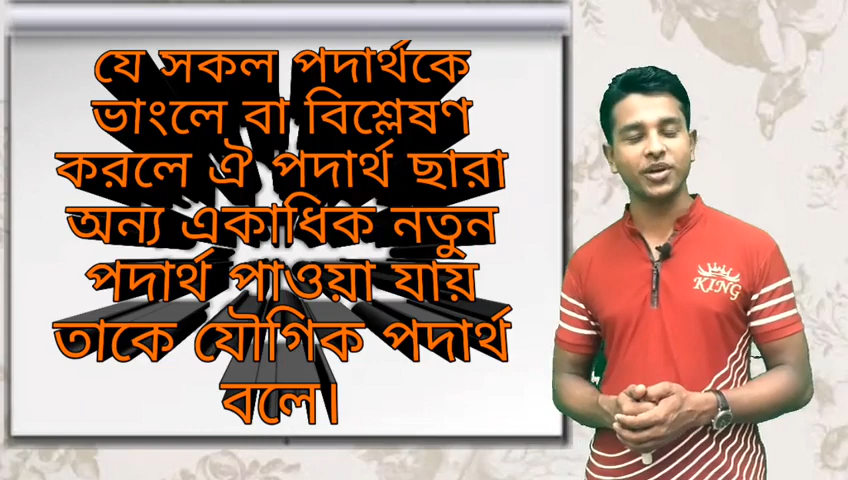 যে সকল পদার্থকে
ভাংলে বা বিশ্লেষণ
করলে ঐ পদার্থ ছারা
অন্য একাধিক নতুন
পদার্থ পাওয়া যায়
তাকে যৌগিক পদার্থ
বলে।
KING